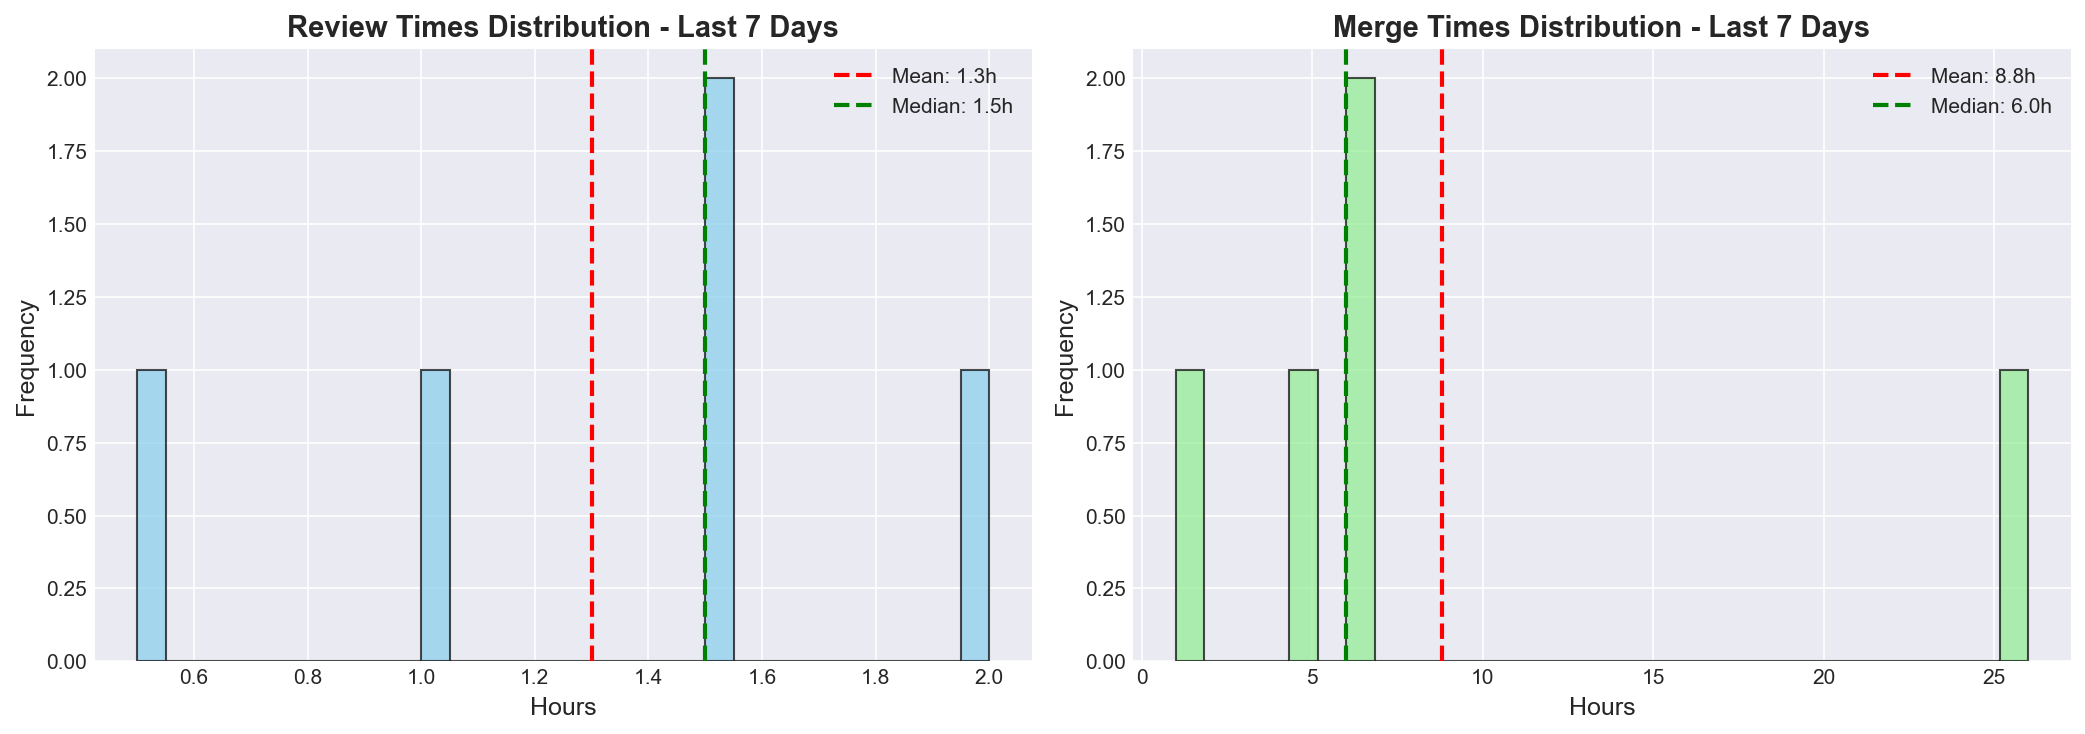 Review Times Distribution - Last 7 Days
Mean: 1.3h
Median: 1.5h
Frequency
2.00
1.75
1.50
1.25
1.00
0.75
0.50
0.25
0.00
0.6 0.8 1.0 1.2 1.4 1.6 1.8 2.0
Hours
Merge Times Distribution - Last 7 Days
Mean: 8.8h
Median: 6.0h
Frequency
2.00
1.75
1.50
1.25
1.00
0.75
0.50
0.25
0.00
0 5 10 15 20 25
Hours